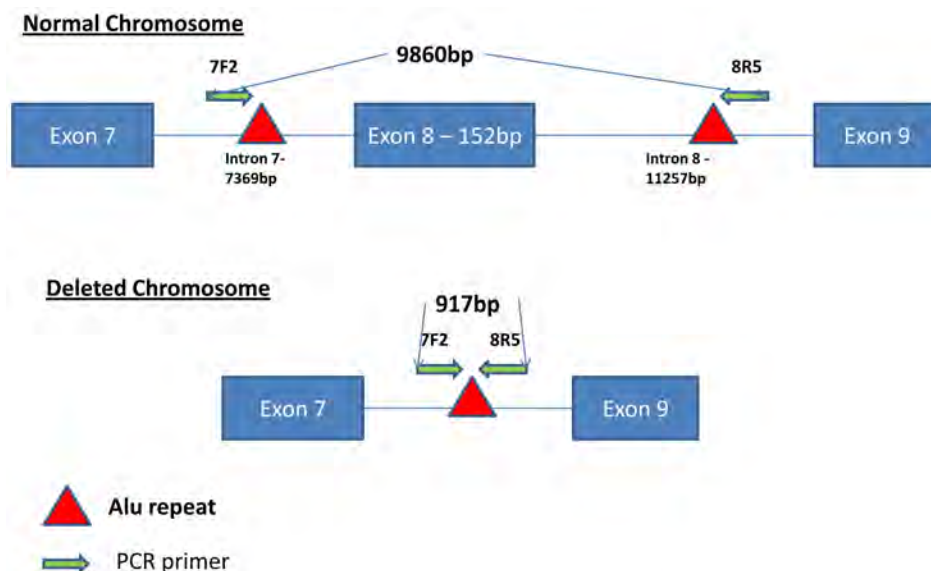 Normal Chromosome
9860bp
7F2
8R5
Exon 7
Exon 8 – 152bp
Exon 9
Intron 7-
7369bp
Intron 8 -
11257bp
Deleted Chromosome
917bp
7F2
8R5
Exon 7
Exon 9
Alu repeat
PCR primer